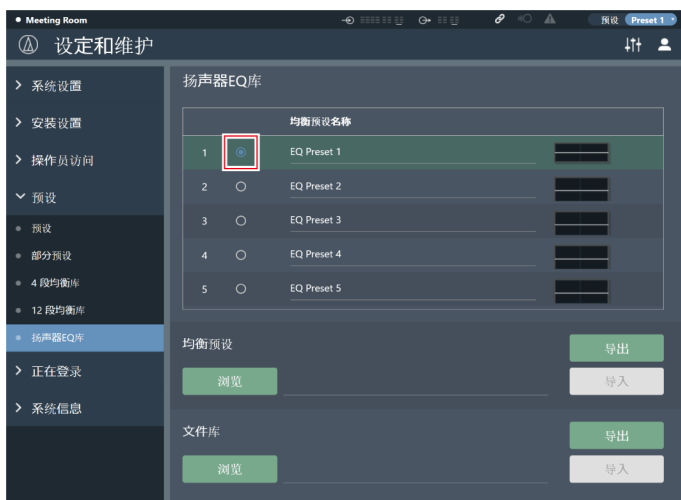 Meeting Room
预设 Preset 1
设定和维护
系统设置
安装设置
操作员访问
预设
预设
部分预设
4 段均衡库
12 段均衡库
扬声器EQ库
正在登录
系统信息
扬声器EQ库
均衡预设名称
1 EQ Preset 1
2 EQ Preset 2
3 EQ Preset 3
4 EQ Preset 4
5 EQ Preset 5
均衡预设
导出
浏览
导入
文件库
导出
浏览
导入